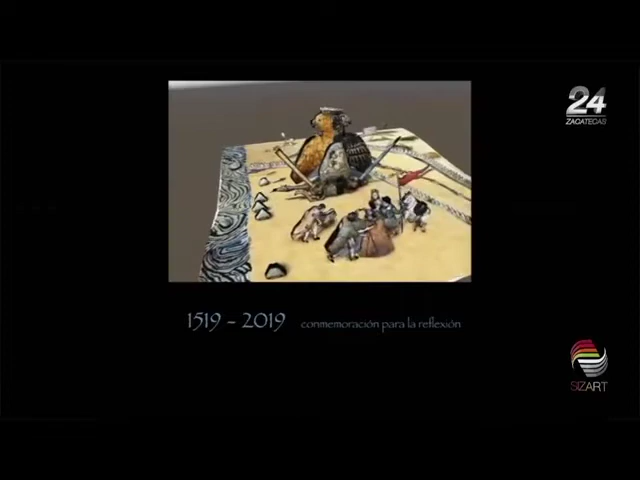 24
ZACATECAS
1519 - 2019 conmemoración para la reflexión
SIZART